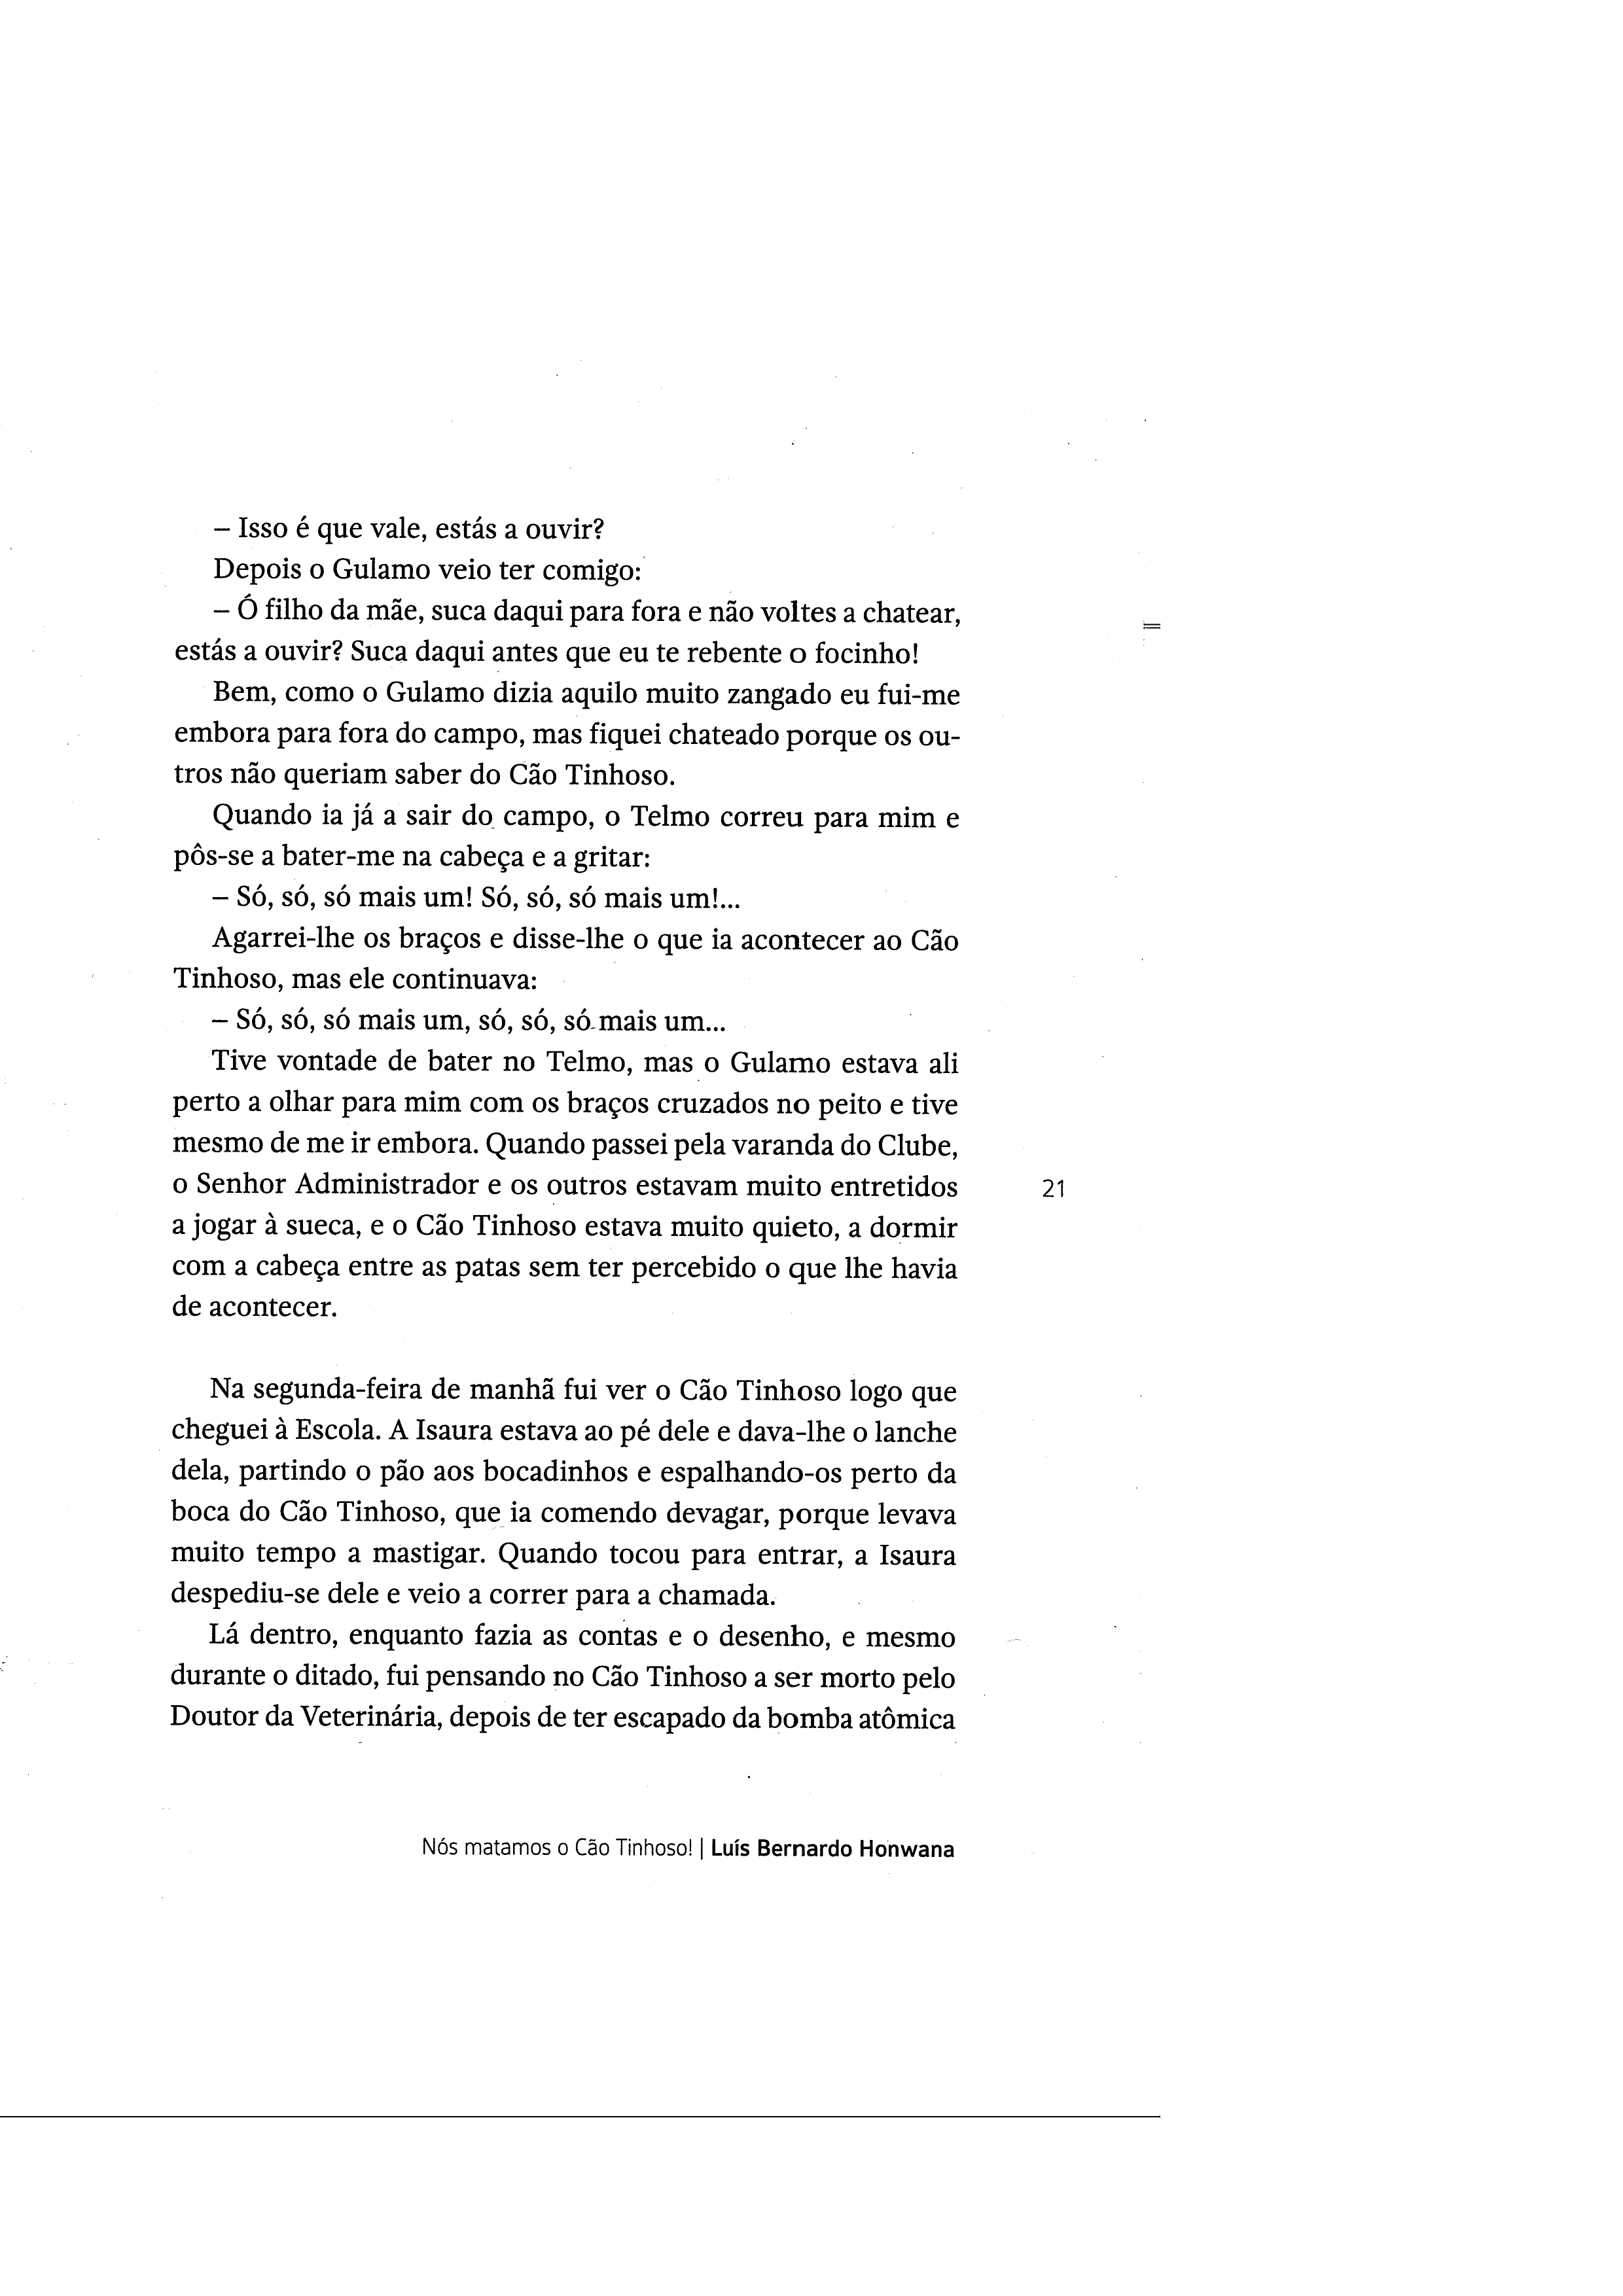 – Isso é que vale, estás a ouvir?
Depois o Gulamo veio ter comigo:
– Ó filho da mãe, suca daqui para fora e não voltes a chatear,
estás a ouvir? Suca daqui antes que eu te rebente o focinho!
Bem, como o Gulamo dizia aquilo muito zangado eu fui-me
embora para fora do campo, mas fiquei chateado porque os ou-
tros não queriam saber do Cão Tinhoso.
Quando ia já a sair do campo, o Telmo correu para mim e
pôs-se a bater-me na cabeça e a gritar:
– Só, só, só mais um! Só, só, só mais um!...
Agarrei-lhe os braços e disse-lhe o que ia acontecer ao Cão
Tinhoso, mas ele continuava:
– Só, só, só mais um, só, só, só mais um...
Tive vontade de bater no Telmo, mas o Gulamo estava ali
perto a olhar para mim com os braços cruzados no peito e tive
mesmo de me ir embora. Quando passei pela varanda do Clube,
o Senhor Administrador e os outros estavam muito entretidos
a jogar à sueca, e o Cão Tinhoso estava muito quieto, a dormir
com a cabeça entre as patas sem ter percebido o que lhe havia
de acontecer.
Na segunda-feira de manhã fui ver o Cão Tinhoso logo que
cheguei à Escola. A Isaura estava ao pé dele e dava-lhe o lanche
dela, partindo o pão aos bocadinhos e espalhando-os perto da
boca do Cão Tinhoso, que ia comendo devagar, porque levava
muito tempo a mastigar. Quando tocou para entrar, a Isaura
despediu-se dele e veio a correr para a chamada.
Lá dentro, enquanto fazia as contas e o desenho, e mesmo
durante o ditado, fui pensando no Cão Tinhoso a ser morto pelo
Doutor da Veterinária, depois de ter escapado da bomba atômica
21
Nós matamos o Cão Tinhoso! | Luís Bernardo Honwana